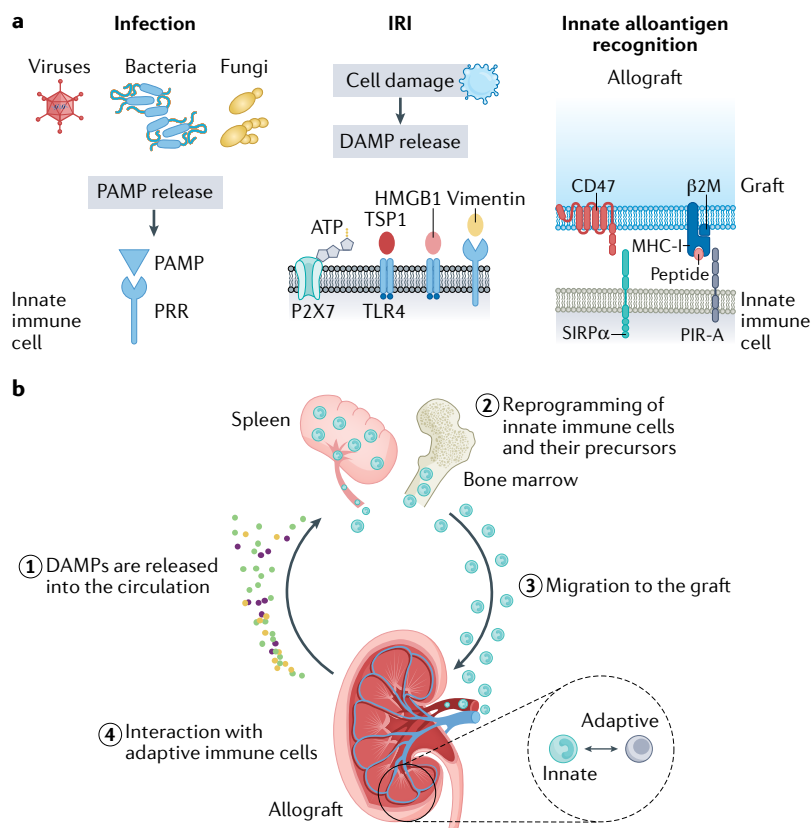 a
Infection
Viruses
Bacteria
Fungi
PAMP release
PAMP
PRR
Innate
immune
cell
IRI
Cell damage
DAMP release
ATP
TSP1
HMGB1
Vimentin
P2X7
TLR4
Innate alloantigen
recognition
Allograft
CD47
β2M
Graft
MHC-I
Peptide
SIRPα
PIR-A
Innate
immune
cell
b
Spleen
2 Reprogramming of
innate immune cells
and their precursors
Bone marrow
1 DAMPs are released
into the circulation
3 Migration to the graft
4 Interaction with
adaptive immune cells
Allograft
Adaptive
Innate